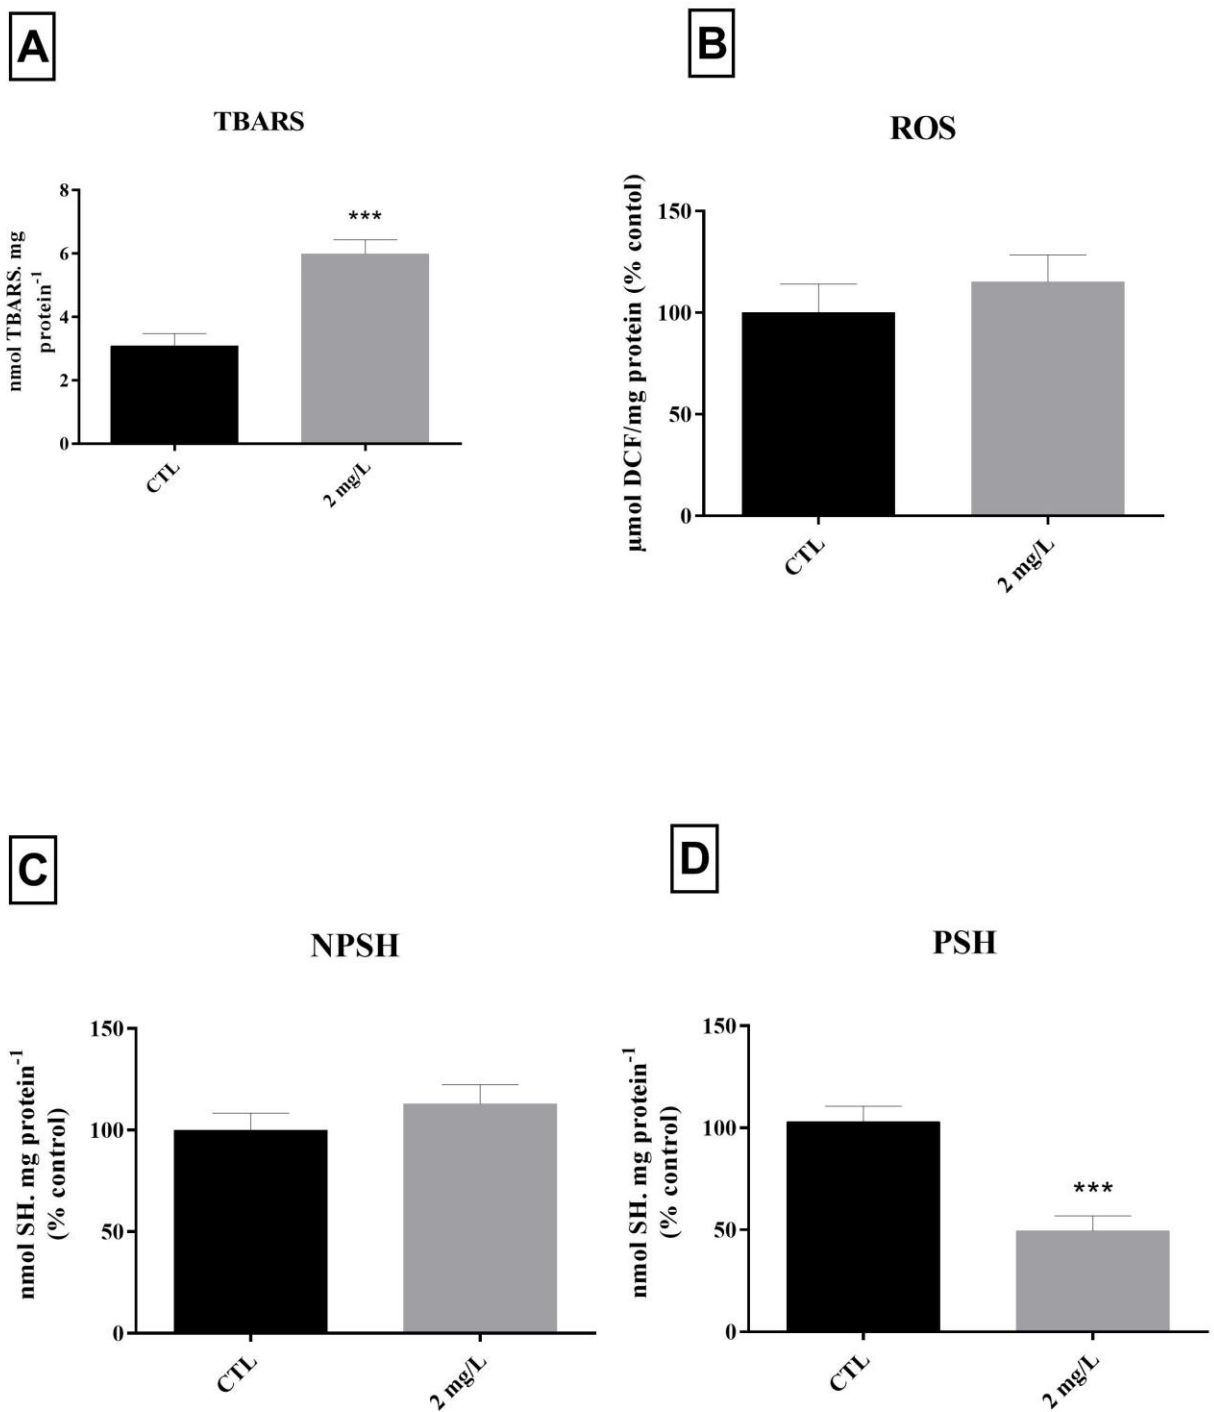 A
TBARS
nmol TBARS. mg
protein⁻¹
8
6
4
2
0
***
CTL
2 mg/L
B
ROS
µmol DCF/mg protein (% contol)
150
100
50
0
CTL
2 mg/L
C
NPSH
nmol SH. mg protein⁻¹
(% control)
150
100
50
0
CTL
2 mg/L
D
PSH
nmol SH. mg protein⁻¹
(% control)
150
100
50
0
***
CTL
2 mg/L